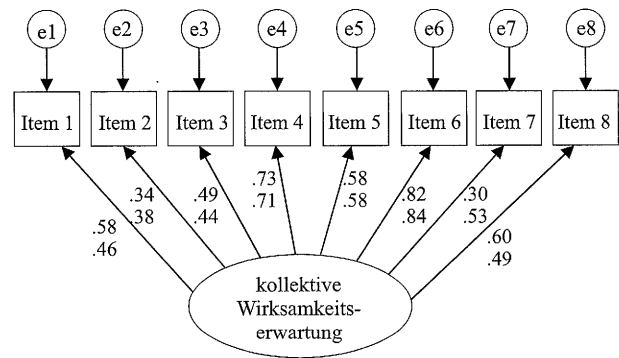 e1 e2 e3 e4 e5 e6 e7 e8
Item 1 Item 2 Item 3 Item 4 Item 5 Item 6 Item 7 Item 8
.34 .49 .73 .58 .82 .30
.38 .44 .71 .58 .84 .53
.58 .60
.46 .49
kollektive
Wirksamkeits-
erwartung